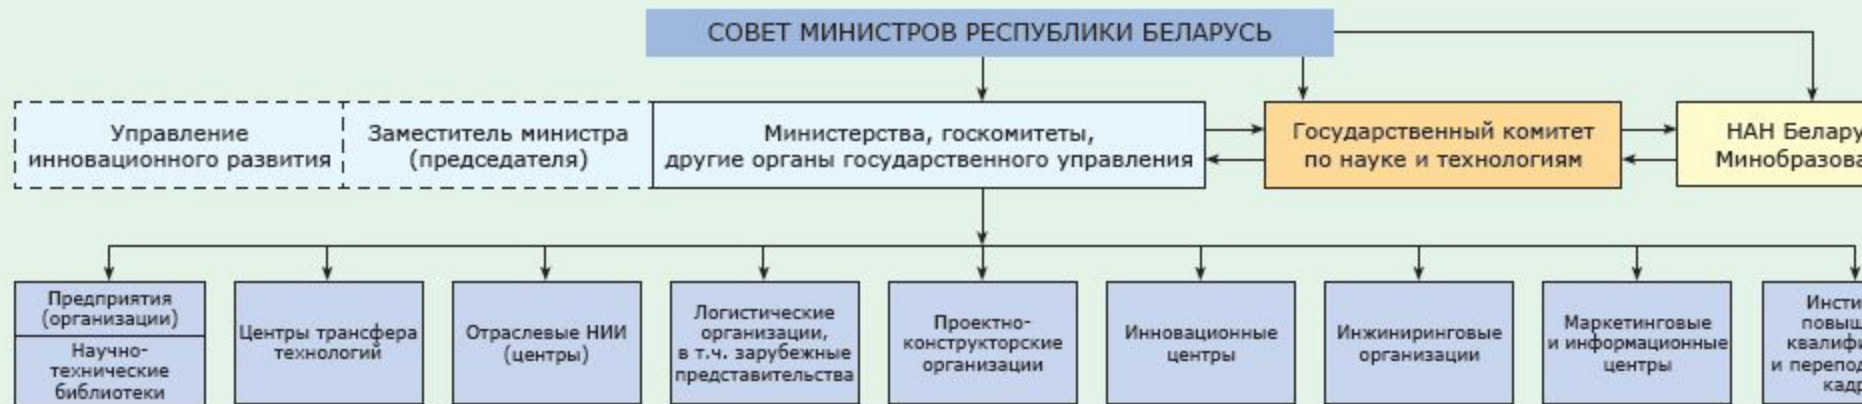 СОВЕТ МИНИСТРОВ РЕСПУБЛИКИ БЕЛАРУСЬ
Управление
инновационного развития
Заместитель министра
(председателя)
Министерства, госкомитеты,
другие органы государственного управления
Государственный комитет
по науке и технологиям
НАН
Предприятия
(организации)
Научно-
технические
библиотеки
Центры трансфера
технологий
Отраслевые НИИ
(центры)
Логистические
организации,
в т.ч. зарубежные
представительства
Проектно-
конструкторские
организации
Инновационные
центры
Инжиниринговые
организации
Маркетинговые
и информационные
центры
и